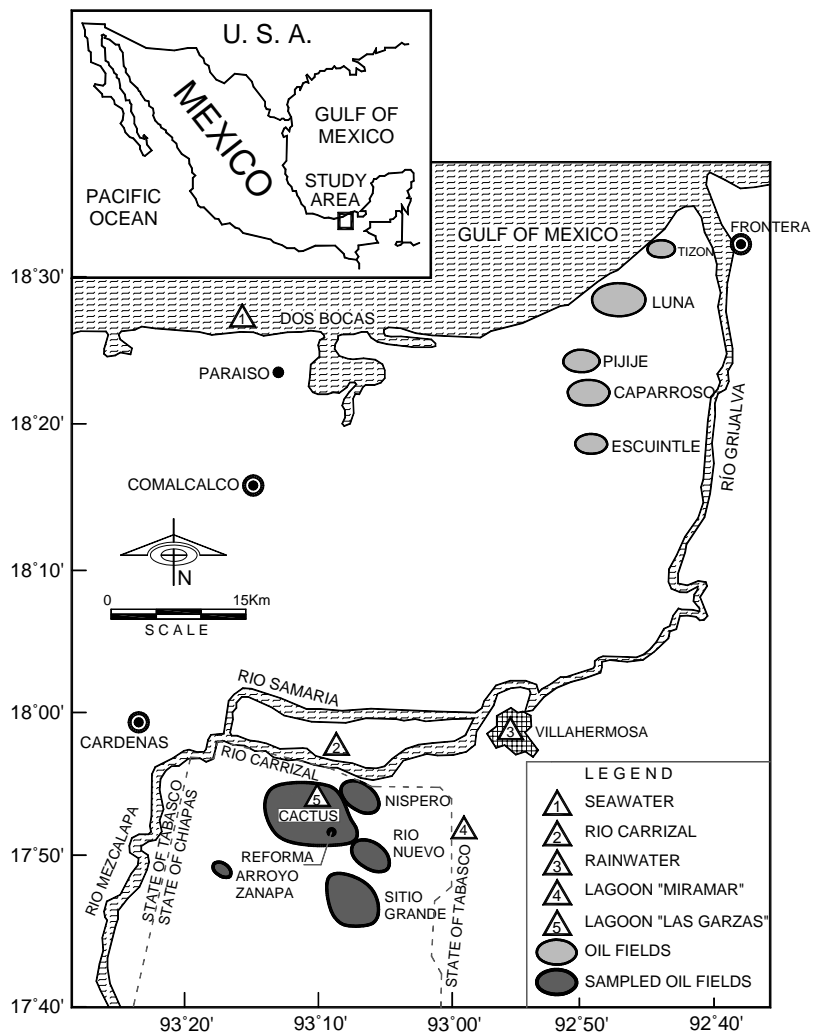 U. S. A.
MEXICO
GULF OF
MEXICO
STUDY
AREA
PACIFIC
OCEAN
GULF OF MEXICO
FRONTERA
TIZON
18°30'
LUNA
1
DOS BOCAS
PARAISO
PIJIJE
CAPARROSO
18°20'
ESCUINTLE
RÍO GRIJALVA
COMALCALCO
N
18°10'
0 15Km
SCALE
RIO SAMARIA
18°00'
CARDENAS
2
3
VILLAHERMOSA
RIO CARRIZAL
RIO MEZCALAPA
STATE OF TABASCO
STATE OF CHIAPAS
5
CACTUS
NISPERO
4
17°50'
REFORMA
RIO
NUEVO
ARROYO
ZANAPA
SITIO
GRANDE
STATE OF TABASCO
LEGEND
1 SEAWATER
2 RIO CARRIZAL
3 RAINWATER
4 LAGOON "MIRAMAR"
5 LAGOON "LAS GARZAS"
OIL FIELDS
SAMPLED OIL FIELDS
17°40'
93°20' 93°10' 93°00' 92°50' 92°40'